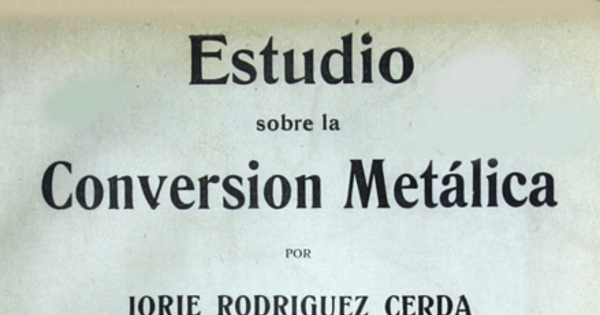 Estudio
sobre la
Conversion Metálica
POR
JORJE RODRIGUEZ CERDA